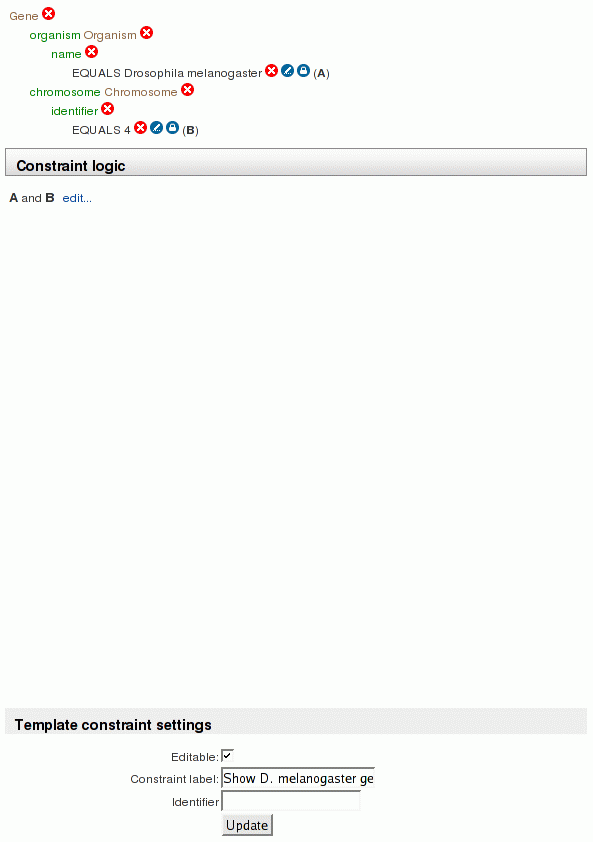 Gene
organism Organism
name
EQUALS Drosophila melanogaster (A)
chromosome Chromosome
identifier
EQUALS 4 (B)
Constraint logic
A and B edit...
Template constraint settings
Editable:
Constraint label: Show D. melanogaster ge
Identifier
Update